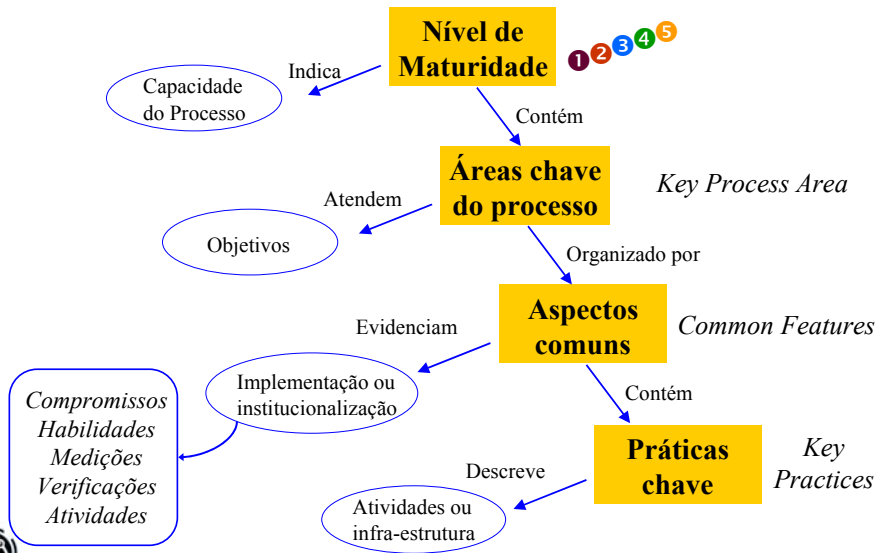 Nível de
Maturidade
1 2 3 4 5
Indica
Capacidade
do Processo
Contém
Áreas chave
do processo
Key Process Area
Atendem
Objetivos
Organizado por
Aspectos
comuns
Common Features
Evidenciam
Implementação ou
institucionalização
Compromissos
Habilidades
Medições
Verificações
Atividades
Contém
Práticas
chave
Key
Practices
Descreve
Atividades ou
infra-estrutura